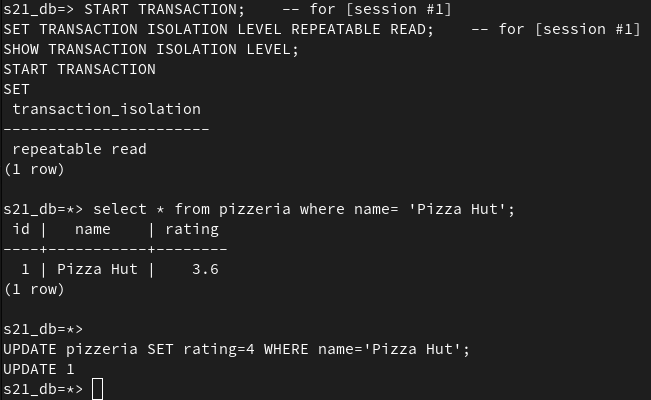 s21_db=> START TRANSACTION;    -- for [session #1]
SET TRANSACTION ISOLATION LEVEL REPEATABLE READ;    -- for [session #1]
SHOW TRANSACTION ISOLATION LEVEL;
START TRANSACTION
SET
 transaction_isolation
-----------------------
 repeatable read
(1 row)

s21_db=*> select * from pizzeria where name= 'Pizza Hut';
 id |   name    | rating
----+-----------+--------
  1 | Pizza Hut |    3.6
(1 row)

s21_db=*>
UPDATE pizzeria SET rating=4 WHERE name='Pizza Hut';
UPDATE 1
s21_db=*>